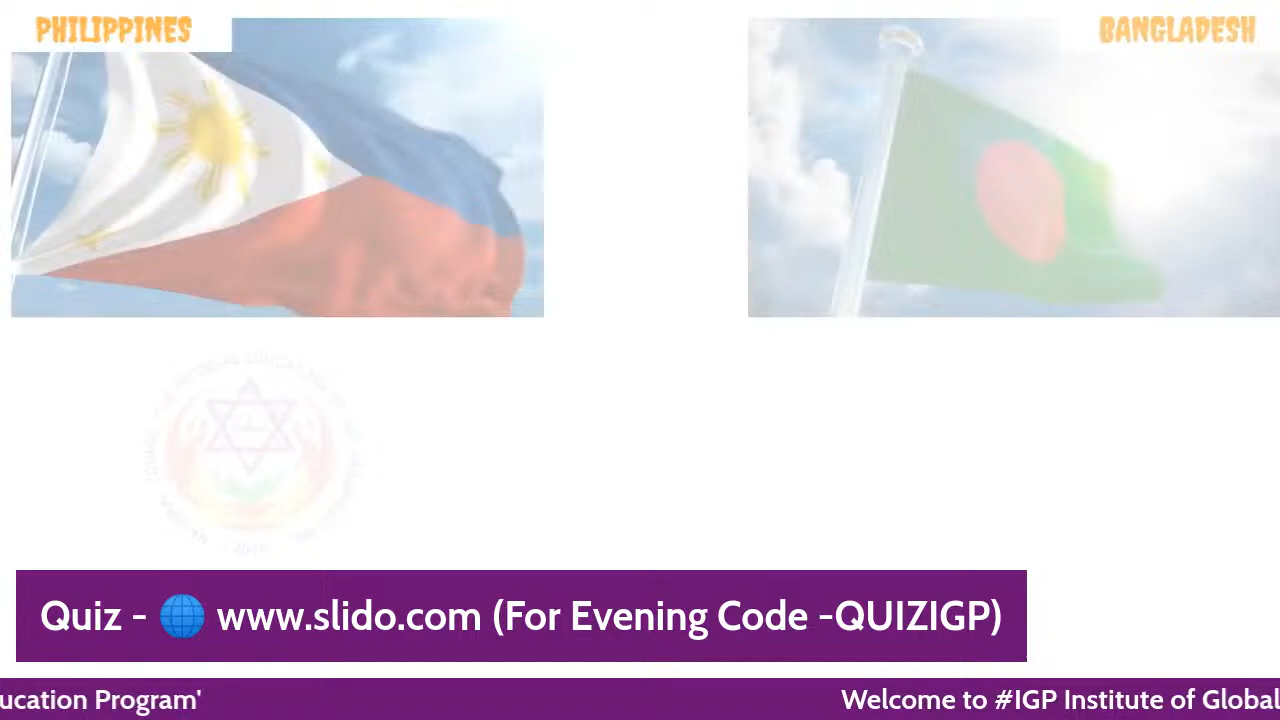 PHILIPPINES
BANGLADESH
Quiz - 🌐 www.slido.com (For Evening Code -QUIZIGP)
ucation Program' Welcome to #IGP Institute of Global